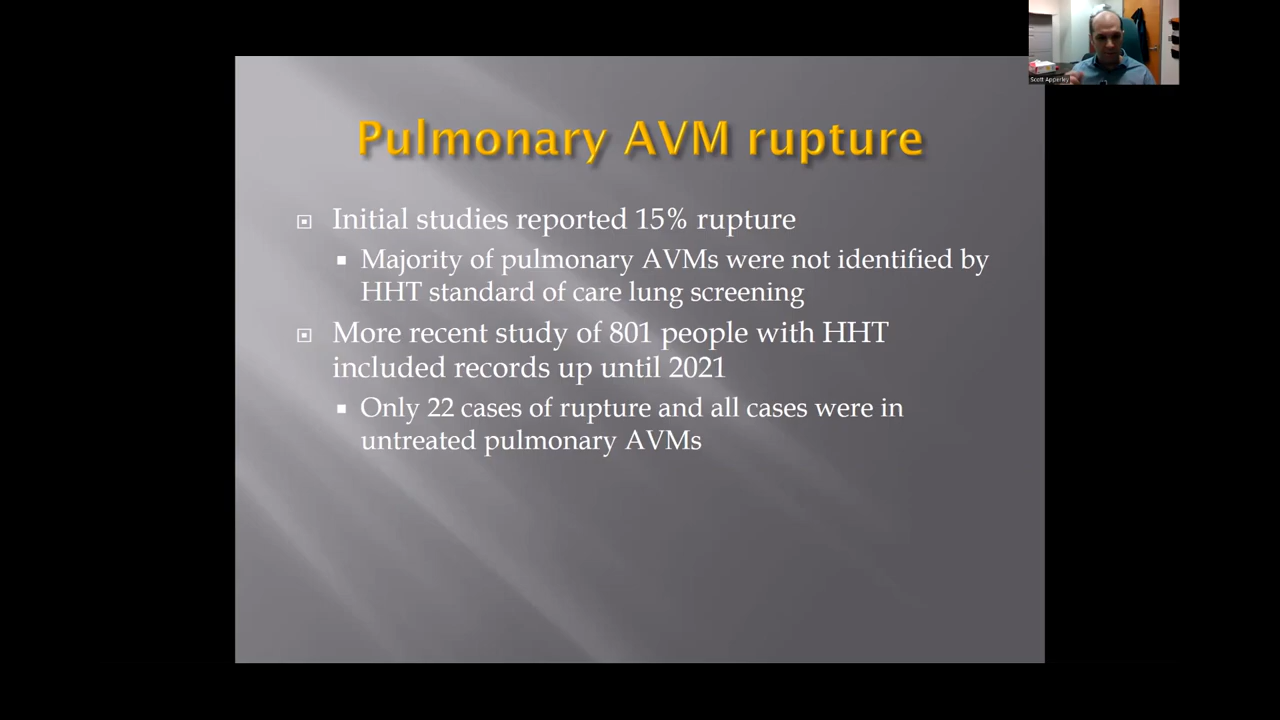 Scott Apperley
Pulmonary AVM rupture
Initial studies reported 15% rupture
Majority of pulmonary AVMs were not identified by
HHT standard of care lung screening
More recent study of 801 people with HHT
included records up until 2021
Only 22 cases of rupture and all cases were in
untreated pulmonary AVMs